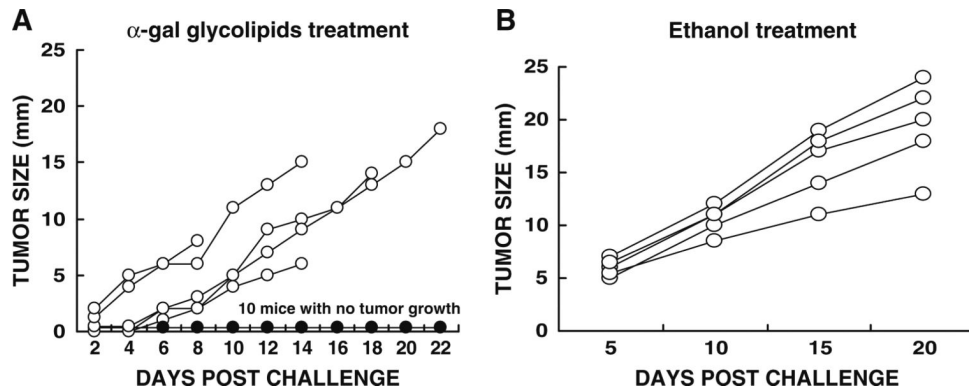 A
α-gal glycolipids treatment
TUMOR SIZE (mm)
25
20
15
10
5
0
10 mice with no tumor growth
2 4 6 8 10 12 14 16 18 20 22
DAYS POST CHALLENGE
B
Ethanol treatment
TUMOR SIZE (mm)
25
20
15
10
5
0
5 10 15 20
DAYS POST CHALLENGE